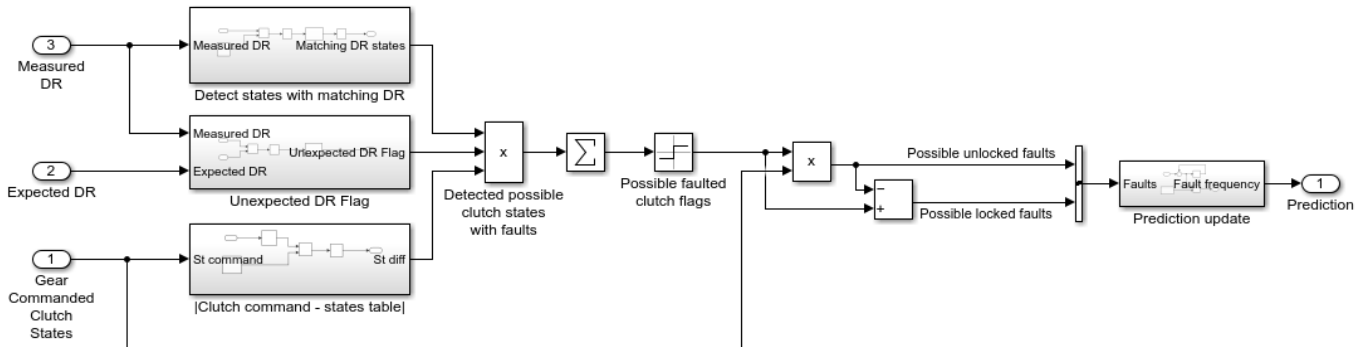 3
Measured
DR
Measured DR
Matching DR states
Detect states with matching DR
Measured DR
Unexpected DR Flag
Expected DR
Unexpected DR Flag
2
Expected DR
1
Gear
Commanded
Clutch
States
St command
St diff
|Clutch command - states table|
x
Detected possible
clutch states
with faults
∑
Possible faulted
clutch flags
x
Possible unlocked faults
−
+
Possible locked faults
Faults
Fault frequency
Prediction update
1
Prediction